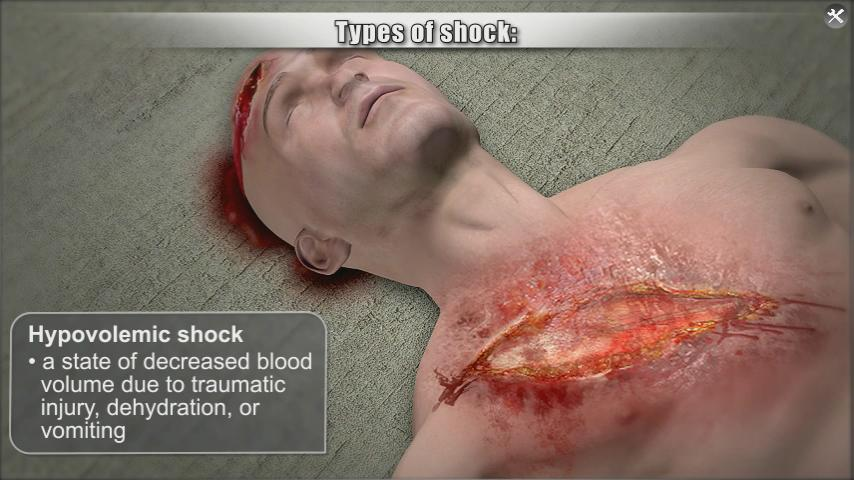 Types of shock:
Hypovolemic shock
• a state of decreased blood
volume due to traumatic
injury, dehydration, or
vomiting